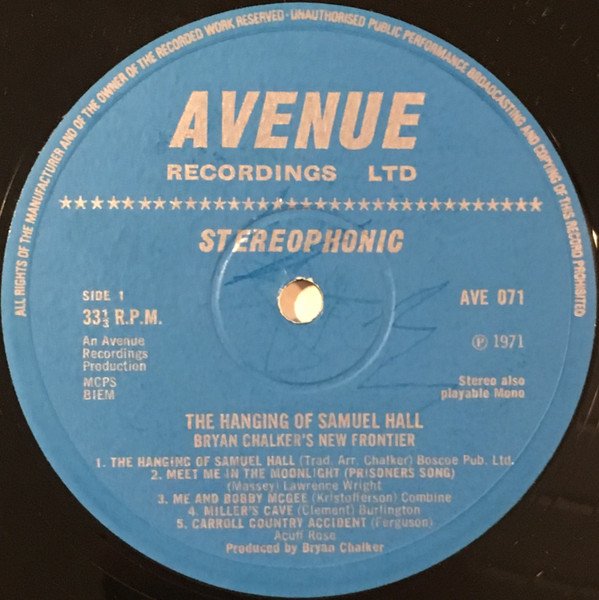 ALL RIGHTS OF THE MANUFACTURER AND OF THE OWNER OF THE RECORDED WORK RESERVED · UNAUTHORISED PUBLIC PERFORMANCE BROADCASTING AND COPYING OF THIS RECORD PROHIBITED
AVENUE
RECORDINGS LTD
STEREOPHONIC
SIDE 1
33⅓ R.P.M.
An Avenue
Recordings
Production
MCPS
BIEM
AVE 071
℗ 1971
Stereo also
playable Mono
THE HANGING OF SAMUEL HALL
BRYAN CHALKER'S NEW FRONTIER
1. THE HANGING OF SAMUEL HALL (Trad. Arr. Chalker) Boscoe Pub. Ltd.
2. MEET ME IN THE MOONLIGHT (PRISONERS SONG)
(Massey) Lawrence Wright
3. ME AND BOBBY MCGEE (Kristofferson) Combine
4. MILLER'S CAVE (Clement) Burlington
5. CARROLL COUNTRY ACCIDENT (Ferguson)
Acuff Rose
Produced by Bryan Chalker